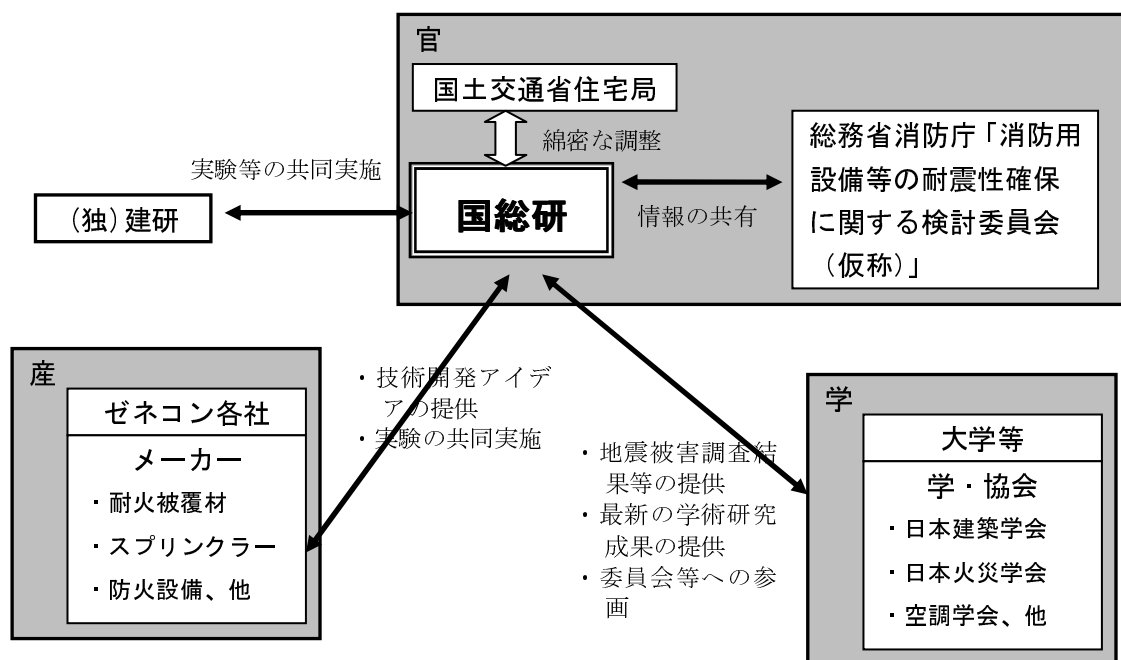 官
国土交通省住宅局
綿密な調整
総務省消防庁「消防用
設備等の耐震性確保
に関する検討委員会
（仮称）」
実験等の共同実施
(独)建研
国総研
情報の共有
産
ゼネコン各社
メーカー
・耐火被覆材
・スプリンクラー
・防火設備、他
・技術開発アイデ
アの提供
・実験の共同実施
・地震被害調査結
果等の提供
・最新の学術研究
成果の提供
・委員会等への参
画
学
大学等
学・協会
・日本建築学会
・日本火災学会
・空調学会、他